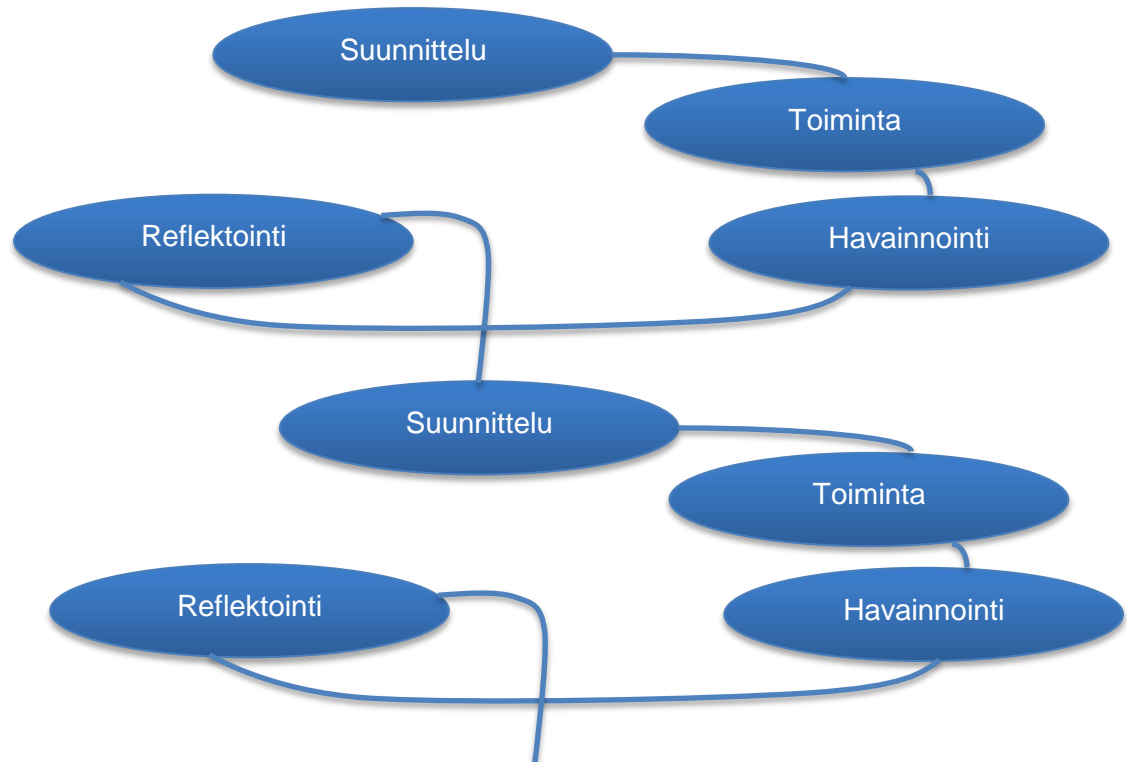 Suunnittelu
Toiminta
Havainnointi
Reflektointi
Suunnittelu
Toiminta
Havainnointi
Reflektointi